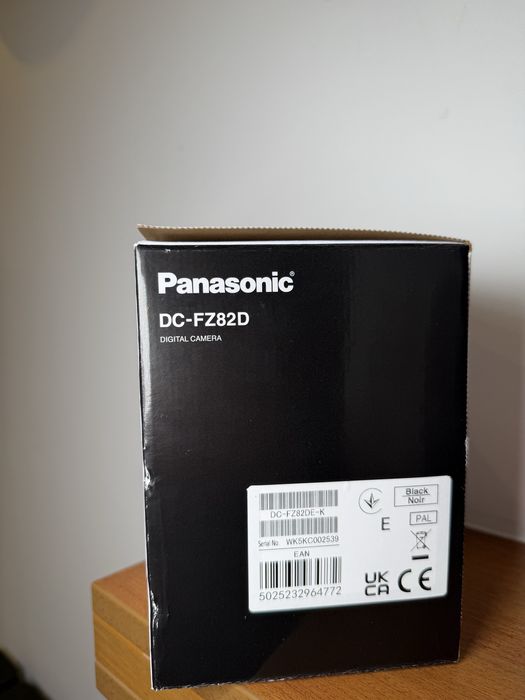 Panasonic®
DC-FZ82D
DIGITAL CAMERA
DC-FZ82DE-K
Serial No. WK5KC002539
EAN
5025232964772
Black
Noir
E
PAL
UK
CA CE